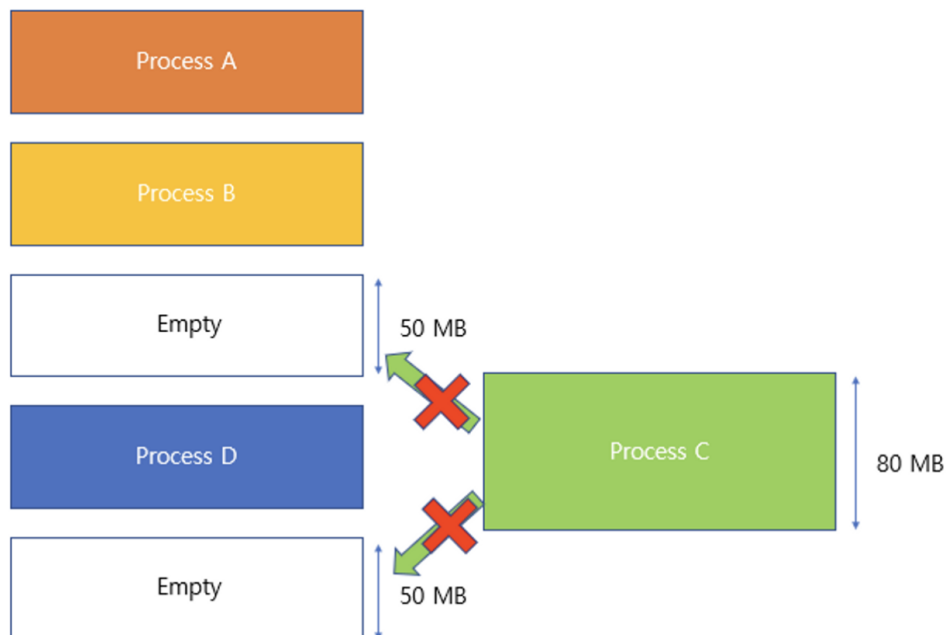 Process A
Process B
Empty
50 MB
Process C
80 MB
Process D
Empty
50 MB